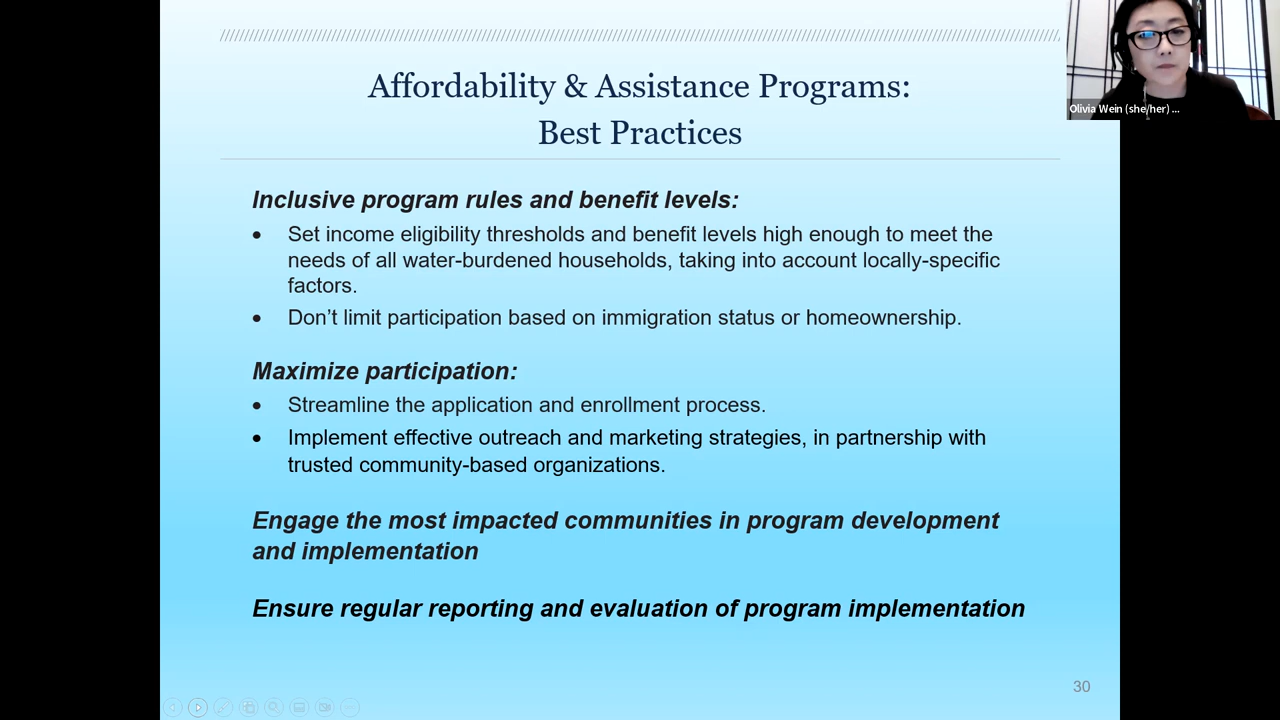 Affordability & Assistance Programs:
Best Practices
Olivia Wein (she/her) ...
Inclusive program rules and benefit levels:
• Set income eligibility thresholds and benefit levels high enough to meet the
needs of all water-burdened households, taking into account locally-specific
factors.
• Don’t limit participation based on immigration status or homeownership.
Maximize participation:
• Streamline the application and enrollment process.
• Implement effective outreach and marketing strategies, in partnership with
trusted community-based organizations.
Engage the most impacted communities in program development
and implementation
Ensure regular reporting and evaluation of program implementation
30